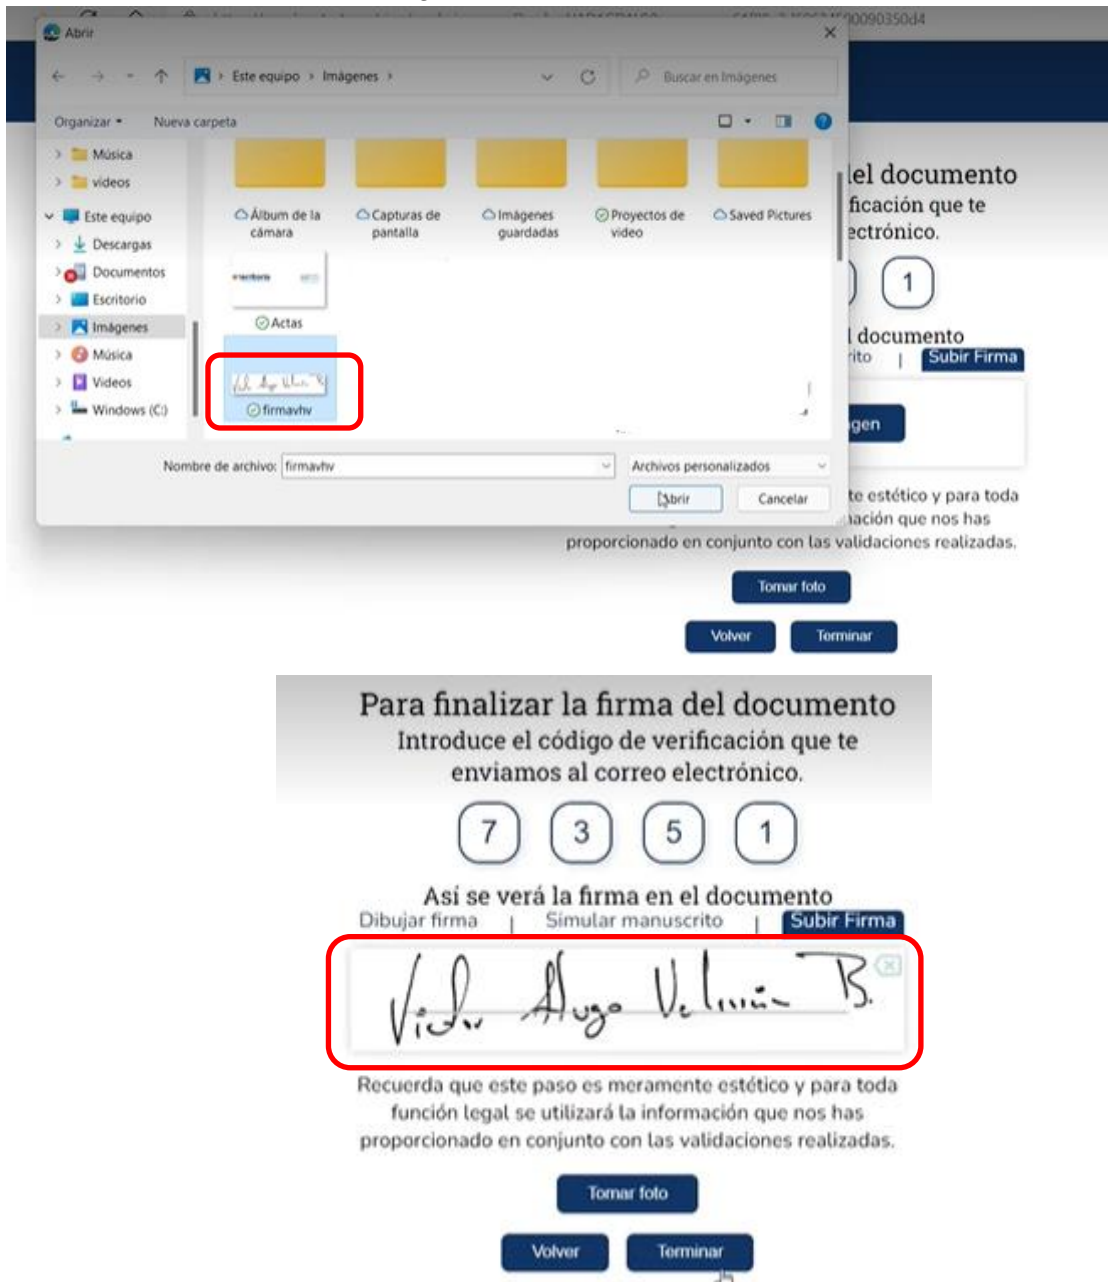 Abrir
Este equipo > Imágenes >
Buscar en Imágenes
Organizar
Nueva carpeta
Música
videos
Este equipo
Descargas
Documentos
Escritorio
Imágenes
Música
Videos
Windows (C:)
Álbum de la cámara
Capturas de pantalla
Imágenes guardadas
Proyectos de video
Saved Pictures
Actas
firmavhv
Nombre de archivo: firmavhv
Archivos personalizados
Abrir
Cancelar
del documento
ficación que te
ectrónico.
1
documento
rito | Subir Firma
gen
te estético y para toda
mación que nos has
proporcionado en conjunto con las validaciones realizadas.
Tomar foto
Volver Terminar
Para finalizar la firma del documento
Introduce el código de verificación que te
enviamos al correo electrónico.
7 3 5 1
Así se verá la firma en el documento
Dibujar firma | Simular manuscrito | Subir Firma
Victor Hugo B.
Recuerda que este paso es meramente estético y para toda
función legal se utilizará la información que nos has
proporcionado en conjunto con las validaciones realizadas.
Tomar foto
Volver Terminar